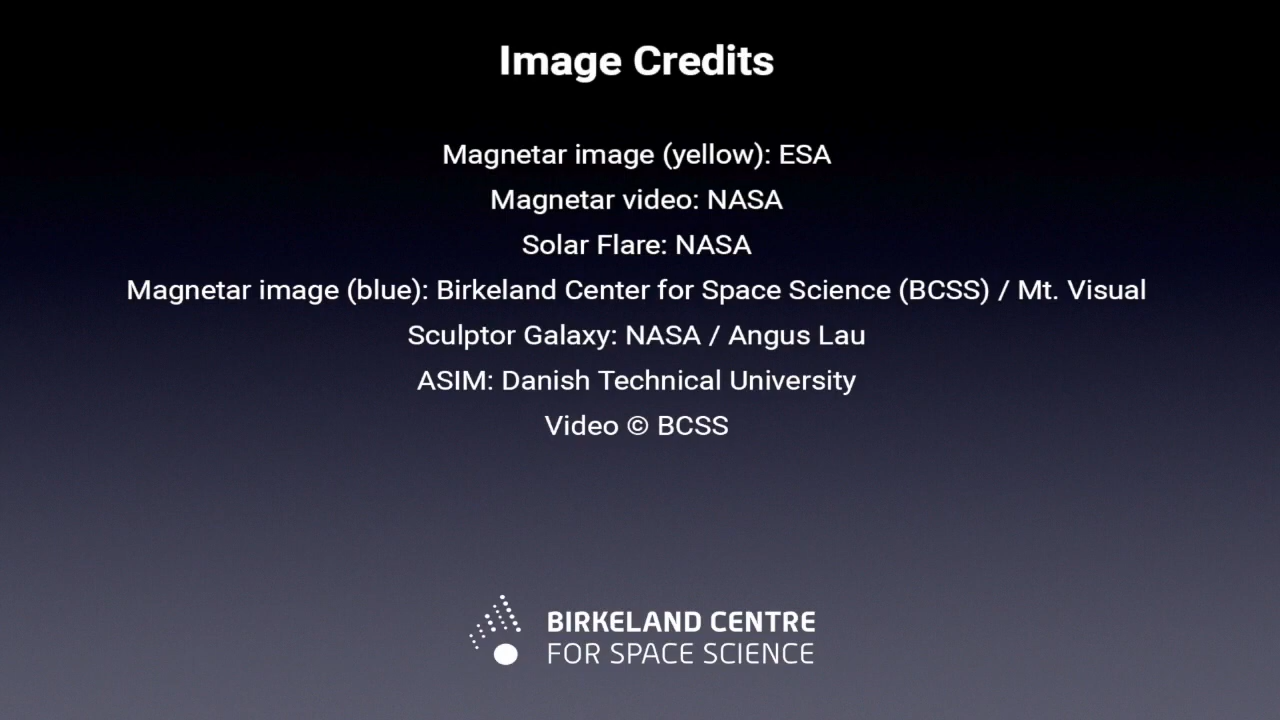 Image Credits
Magnetar image (yellow): ESA
Magnetar video: NASA
Solar Flare: NASA
Magnetar image (blue): Birkeland Center for Space Science (BCSS) / Mt. Visual
Sculptor Galaxy: NASA / Angus Lau
ASIM: Danish Technical University
Video © BCSS
BIRKELAND CENTRE
FOR SPACE SCIENCE